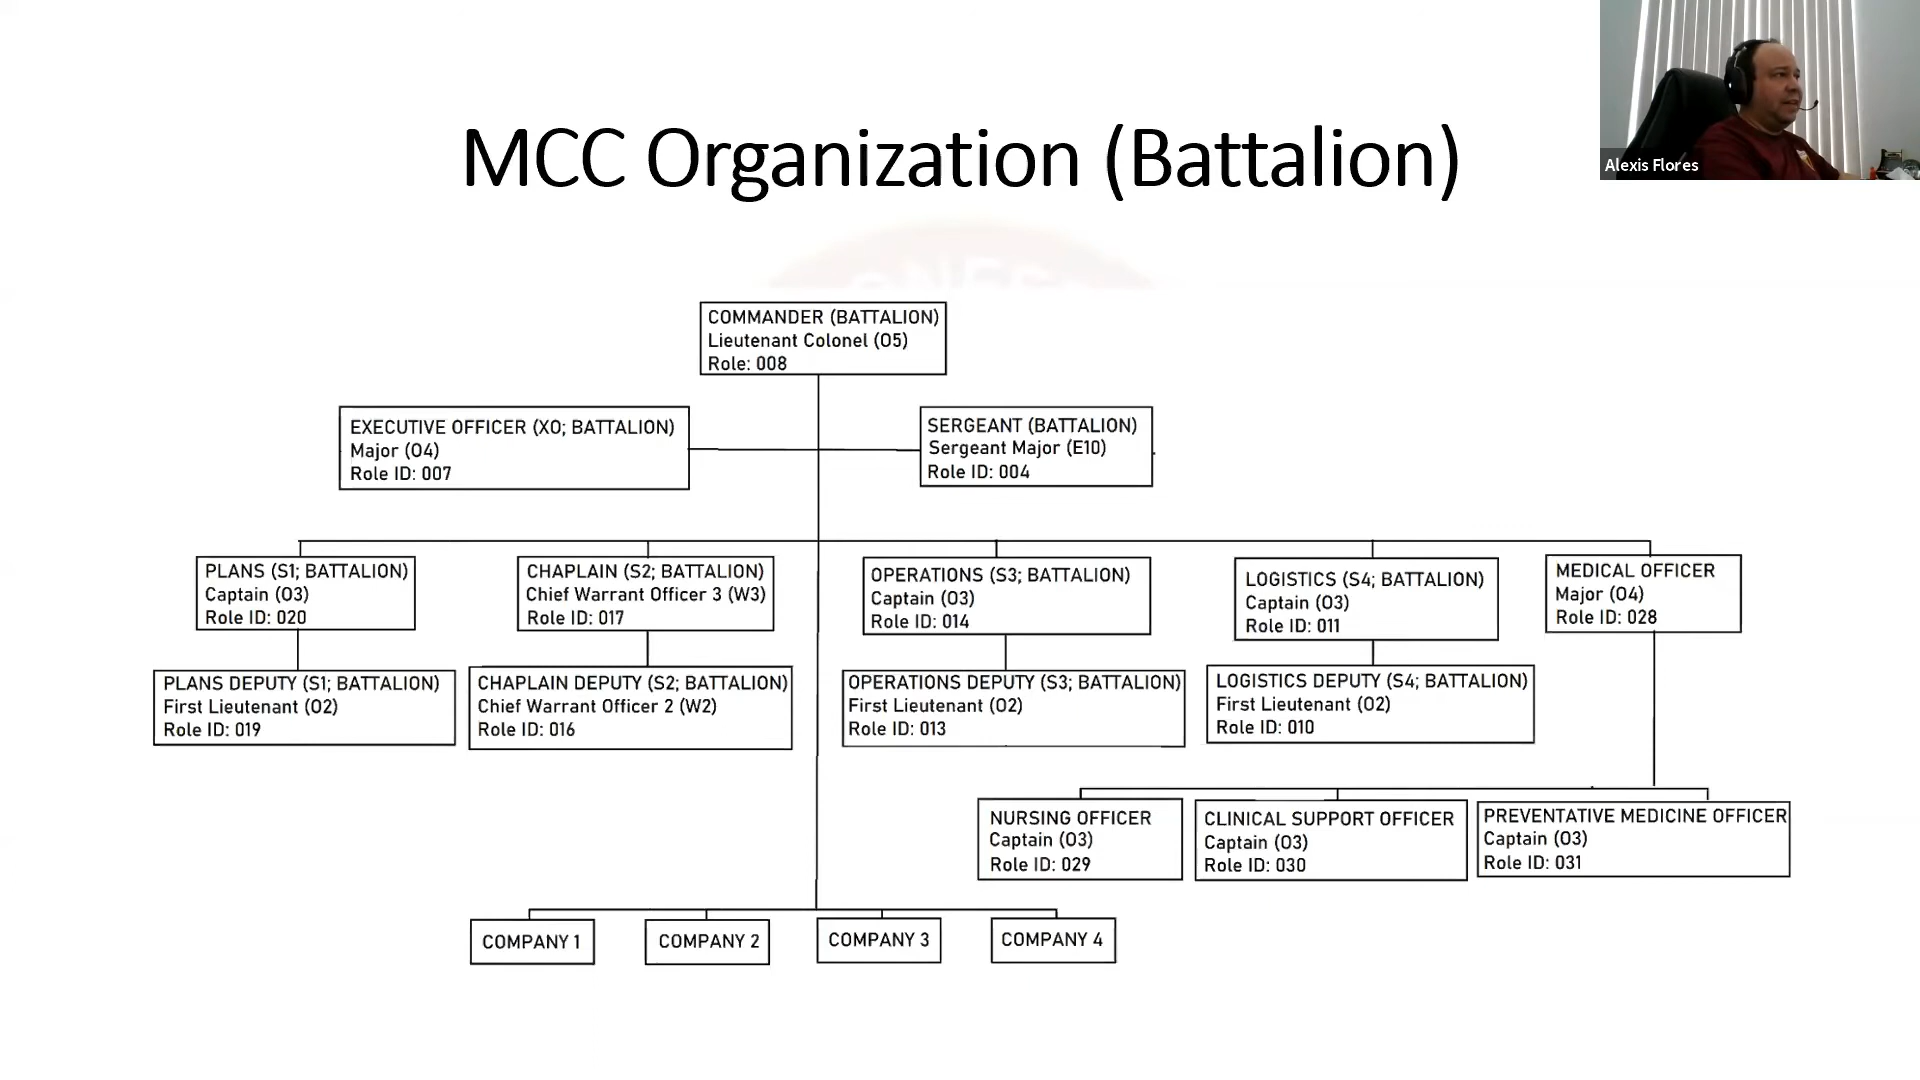 Alexis Flores
MCC Organization (Battalion)
COMMANDER (BATTALION)
Lieutenant Colonel (O5)
Role: 008
EXECUTIVE OFFICER (XO; BATTALION)
Major (O4)
Role ID: 007
SERGEANT (BATTALION)
Sergeant Major (E10)
Role ID: 004
PLANS (S1; BATTALION)
Captain (O3)
Role ID: 020
CHAPLAIN (S2; BATTALION)
Chief Warrant Officer 3 (W3)
Role ID: 017
OPERATIONS (S3; BATTALION)
Captain (O3)
Role ID: 014
LOGISTICS (S4; BATTALION)
Captain (O3)
Role ID: 011
MEDICAL OFFICER
Major (O4)
Role ID: 028
PLANS DEPUTY (S1; BATTALION)
First Lieutenant (O2)
Role ID: 019
CHAPLAIN DEPUTY (S2; BATTALION)
Chief Warrant Officer 2 (W2)
Role ID: 016
OPERATIONS DEPUTY (S3; BATTALION)
First Lieutenant (O2)
Role ID: 013
LOGISTICS DEPUTY (S4; BATTALION)
First Lieutenant (O2)
Role ID: 010
NURSING OFFICER
Captain (O3)
Role ID: 029
CLINICAL SUPPORT OFFICER
Captain (O3)
Role ID: 030
PREVENTATIVE MEDICINE OFFICER
Captain (O3)
Role ID: 031
COMPANY 1
COMPANY 2
COMPANY 3
COMPANY 4